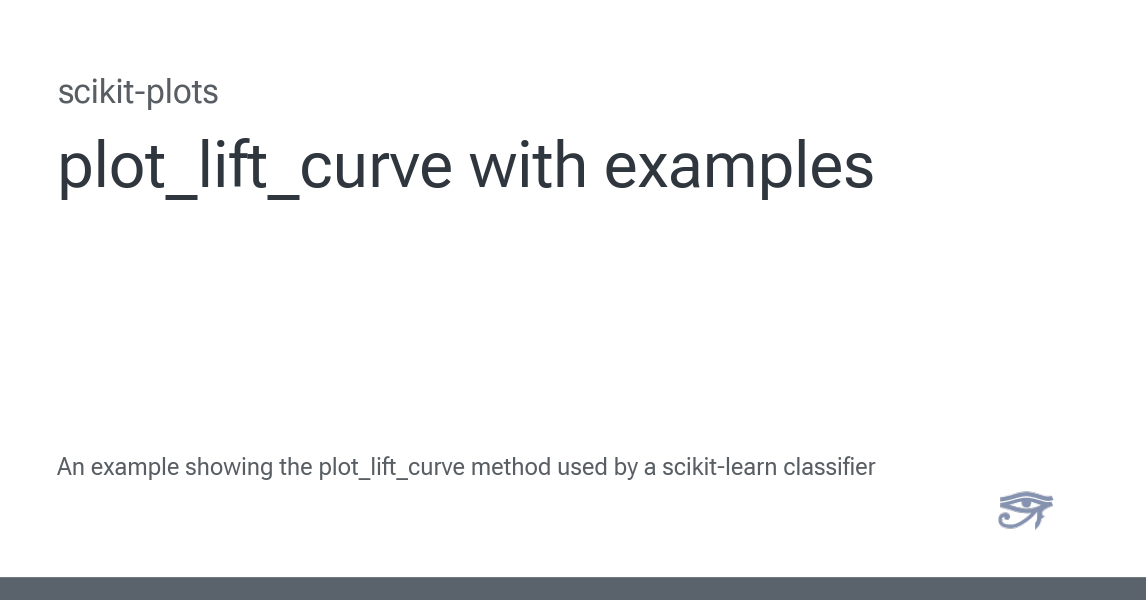 scikit-plots
plot_lift_curve with examples
An example showing the plot_lift_curve method used by a scikit-learn classifier